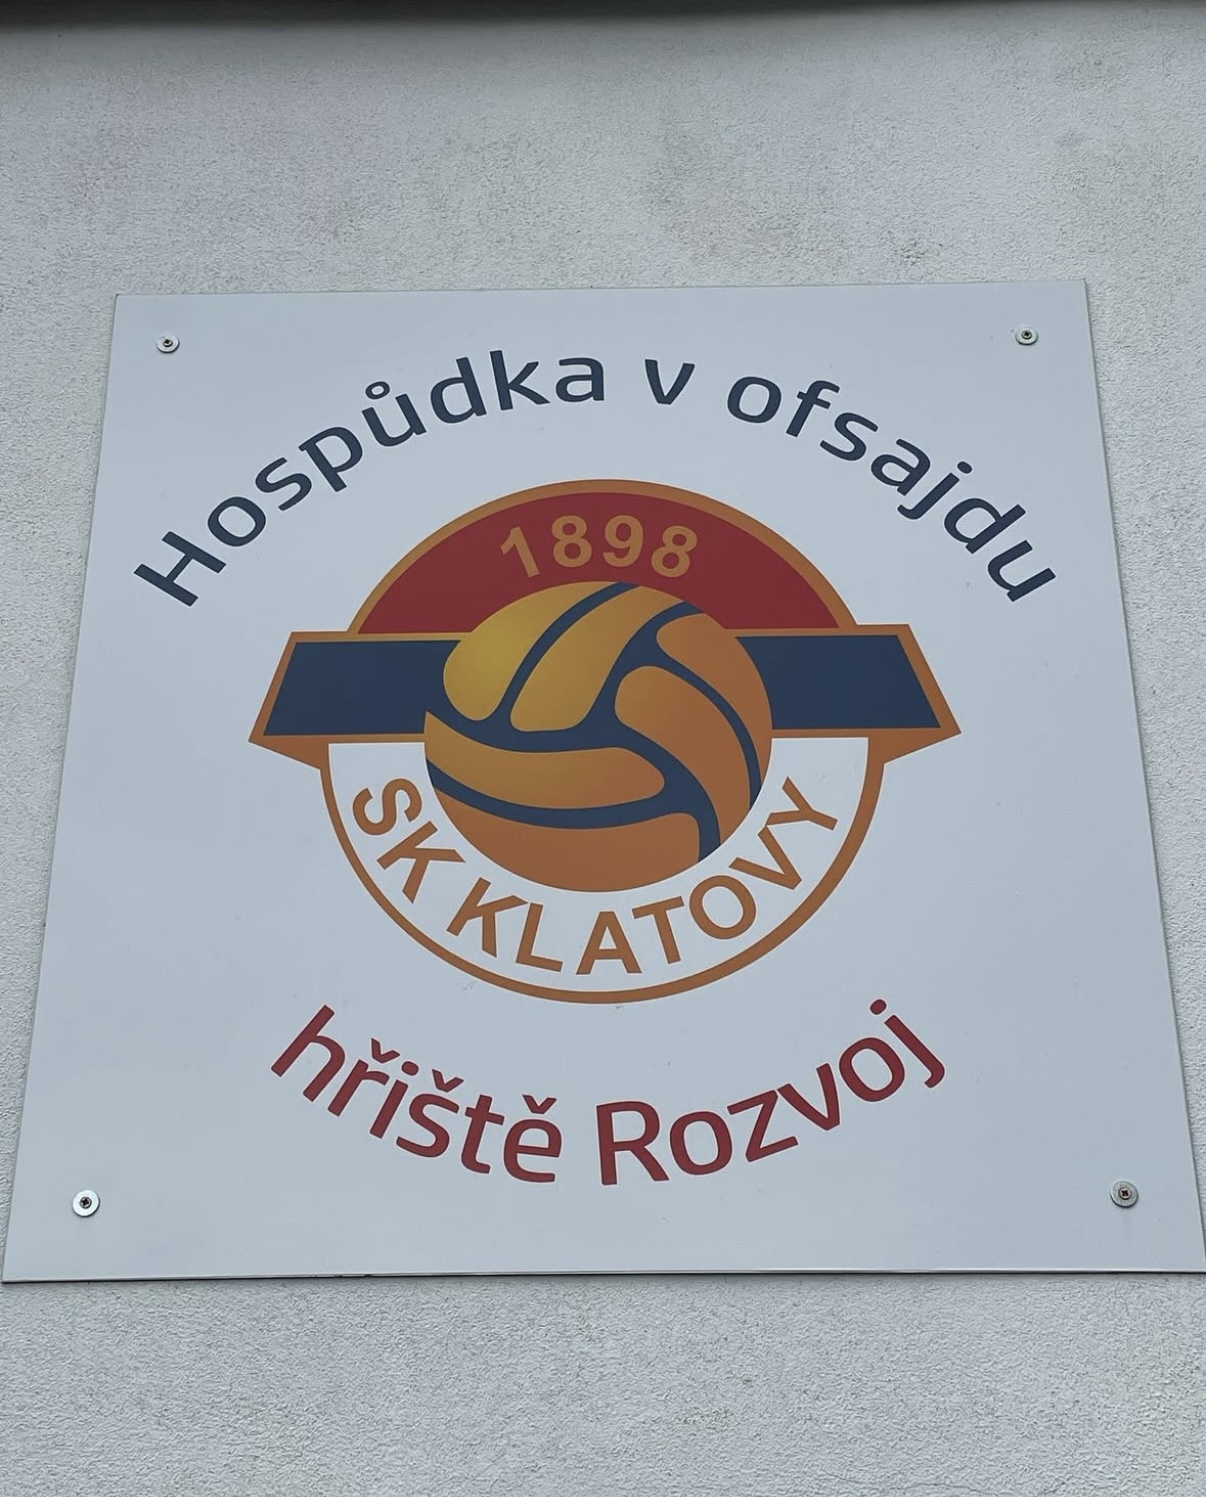 Hospůdka v ofsajdu
1898
SK KLATOVY
hřiště Rozvoj